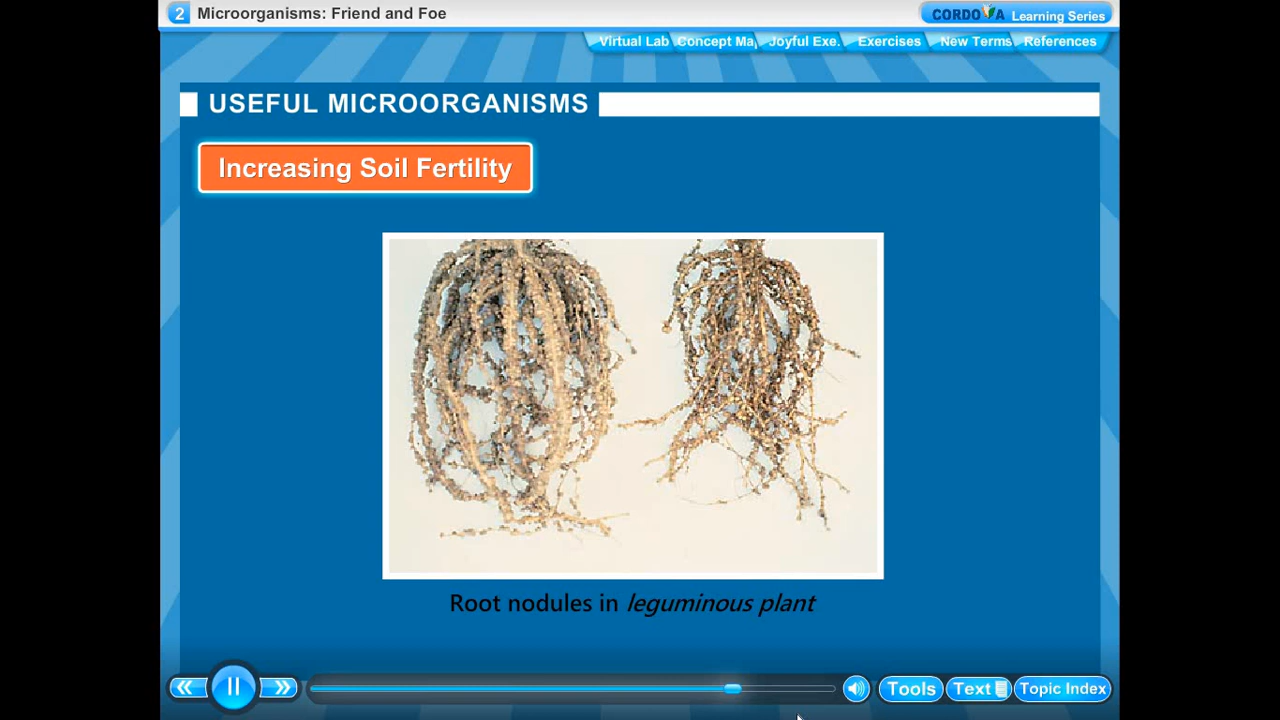 2 Microorganisms: Friend and Foe
CORDOVA Learning Series
Virtual Lab Concept Ma Joyful Exe. Exercises New Terms References
USEFUL MICROORGANISMS
Increasing Soil Fertility
Root nodules in leguminous plant
Tools Text Topic Index